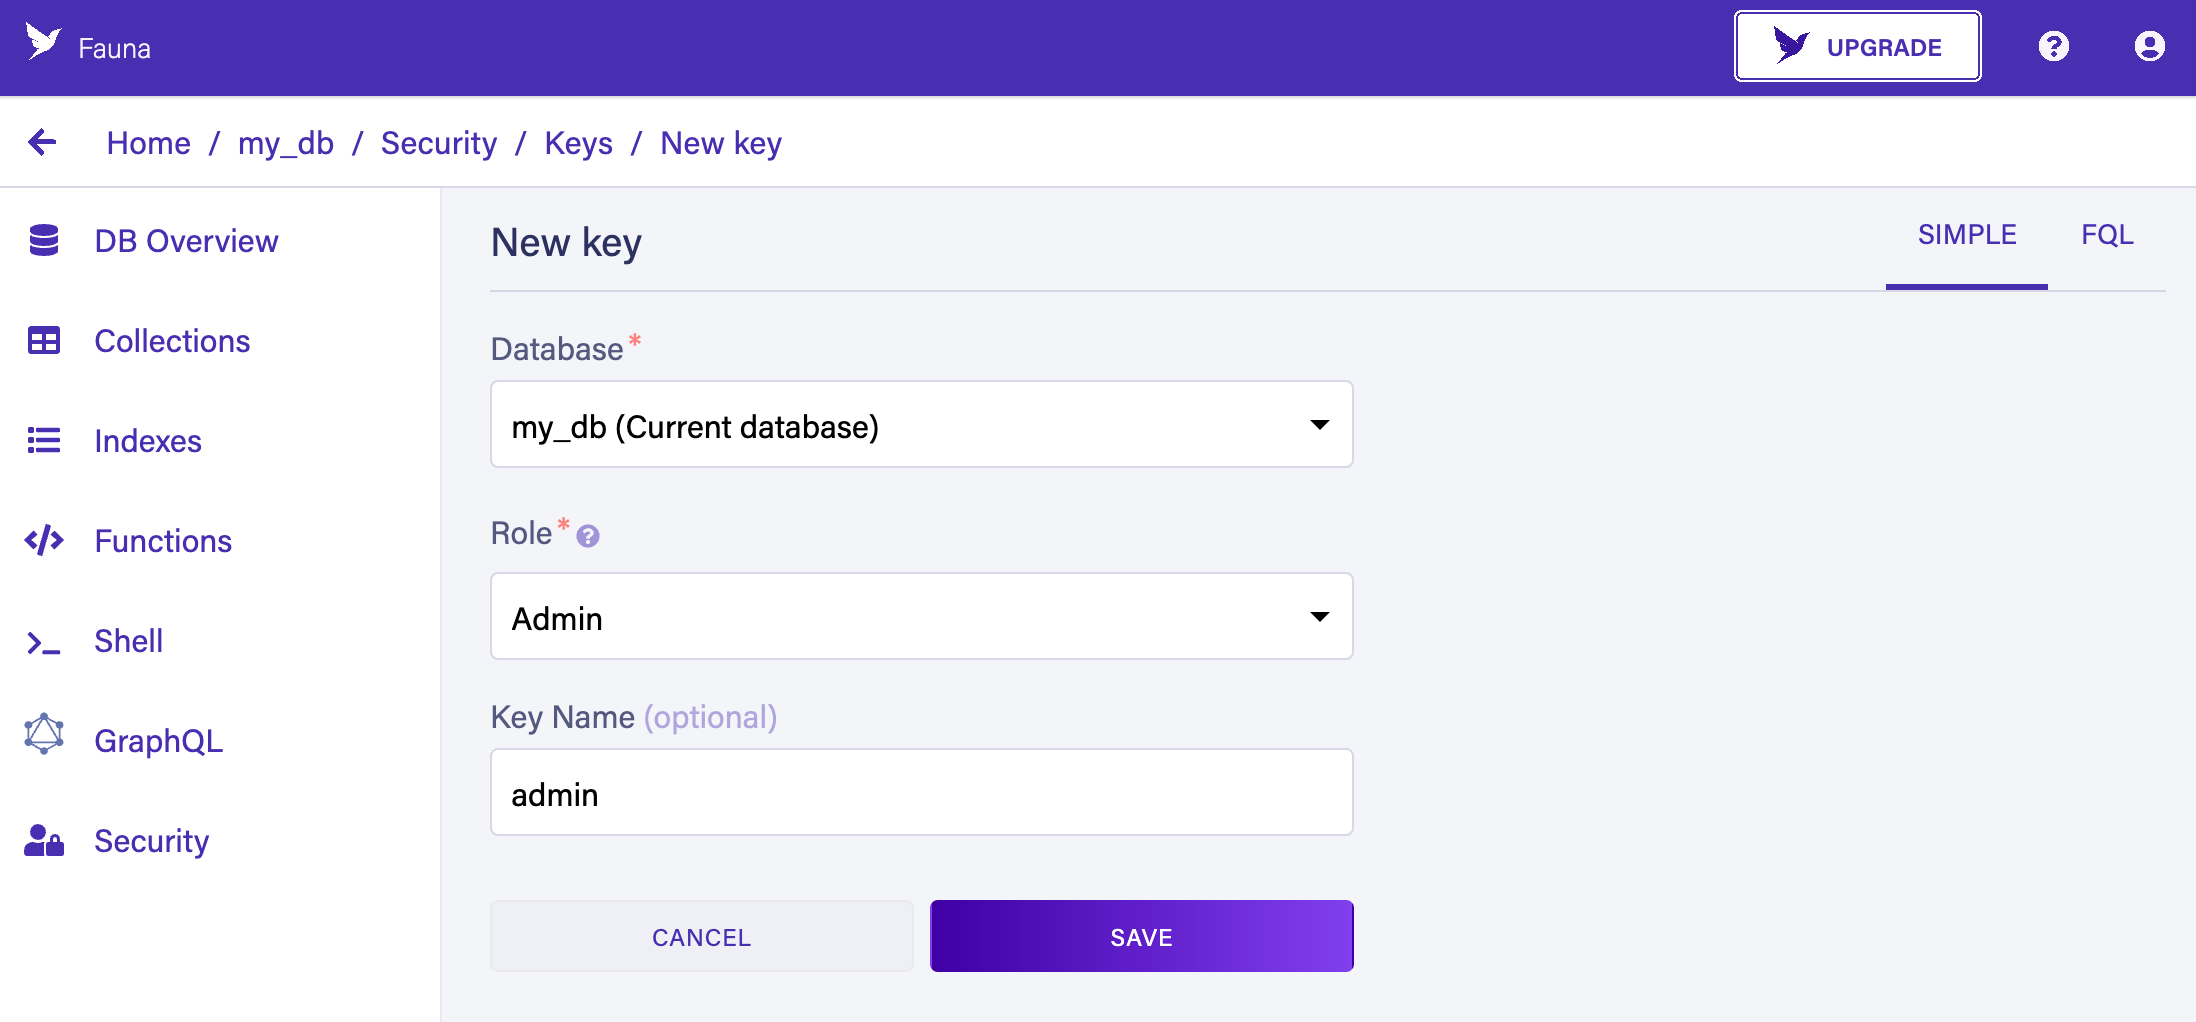 Fauna
UPGRADE
Home / my_db / Security / Keys / New key
DB Overview
Collections
Indexes
Functions
Shell
GraphQL
Security
New key
SIMPLE FQL
Database*
my_db (Current database)
Role* ?
Admin
Key Name (optional)
admin
CANCEL
SAVE